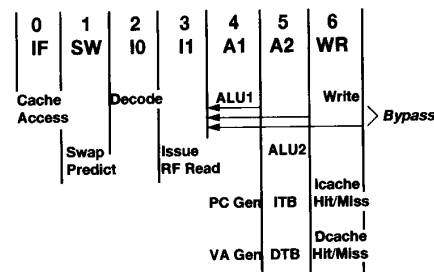 0 1 2 3 4 5 6
IF SW I0 I1 A1 A2 WR
Cache Access
Decode
ALU1
Write
Bypass
Swap Predict
Issue RF Read
ALU2
PC Gen ITB Icache Hit/Miss
VA Gen DTB Dcache Hit/Miss